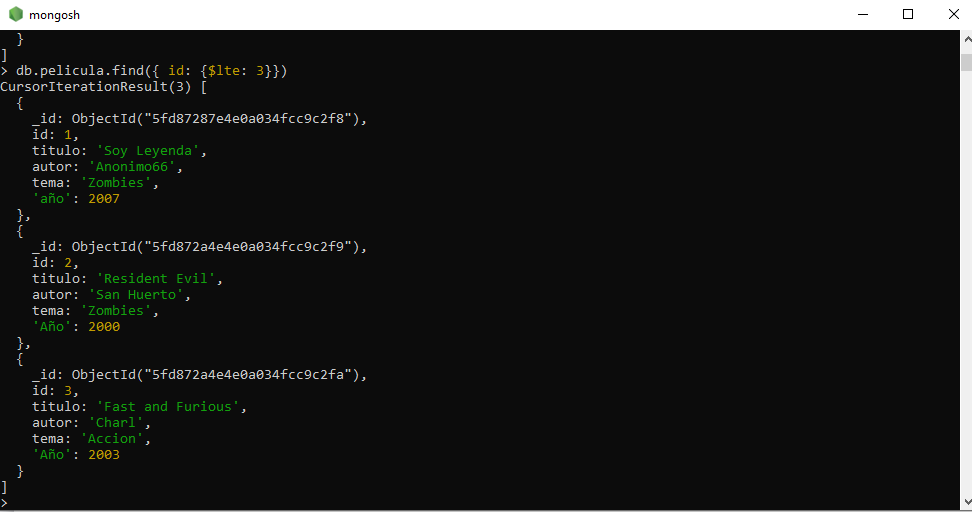 mongosh
  }
]
> db.pelicula.find({ id: {$lte: 3}})
CursorIterationResult(3) [
  {
    _id: ObjectId("5fd87287e4e0a034fcc9c2f8"),
    id: 1,
    titulo: 'Soy Leyenda',
    autor: 'Anonimo66',
    tema: 'Zombies',
    'año': 2007
  },
  {
    _id: ObjectId("5fd872a4e4e0a034fcc9c2f9"),
    id: 2,
    titulo: 'Resident Evil',
    autor: 'San Huerto',
    tema: 'Zombies',
    'Año': 2000
  },
  {
    _id: ObjectId("5fd872a4e4e0a034fcc9c2fa"),
    id: 3,
    titulo: 'Fast and Furious',
    autor: 'Charl',
    tema: 'Accion',
    'Año': 2003
  }
]
>